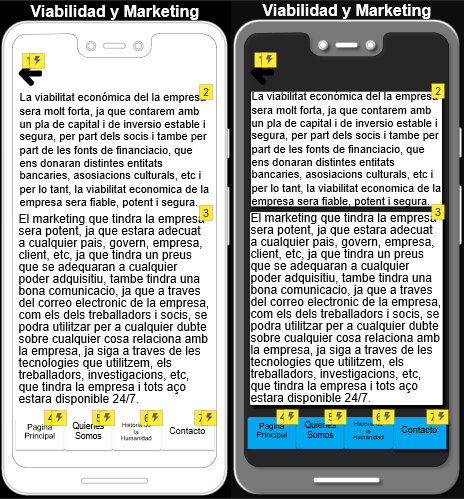 Viabilidad y Marketing
1
2
La viabilitat económica del la empresa
sera molt forta, ja que contarem amb
un pla de capital i de inversio estable i
segura, per part dels socis i tambe per
part de les fonts de financiacio, que
ens donaran distintes entitats
bancaries, asosiacions culturals, etc i
per lo tant, la viabilitat economica de la
empresa sera fiable, potent i segura.
3
El marketing que tindra la empresa
sera potent, ja que estara adecuat
a cualquier pais, govern, empresa,
client, etc, ja que tindra un preus
que se adequaran a cualquier
poder adquisitiu, tambe tindra una
bona comunicacio, ja que a traves
del correo electronic de la empresa,
com els dels treballadors i socis, se
podra utilitzar per a cualquier dubte
sobre cualquier cosa relaciona amb
la empresa, ja siga a traves de les
tecnologies que utilitzem, els
treballadors, investigacions, etc,
que tindra la empresa i tots aço
estara disponible 24/7.
4 5 6 7
Pagina
Principal
Quienes
Somos
Historia de
la
Humanidad
Contacto
Viabilidad y Marketing
1
2
La viabilitat económica del la empresa
sera molt forta, ja que contarem amb
un pla de capital i de inversio estable i
segura, per part dels socis i tambe per
part de les fonts de financiacio, que
ens donaran distintes entitats
bancaries, asosiacions culturals, etc i
per lo tant, la viabilitat economica de la
empresa sera fiable, potent i segura.
3
El marketing que tindra la empresa
sera potent, ja que estara adecuat
a cualquier pais, govern, empresa,
client, etc, ja que tindra un preus
que se adequaran a cualquier
poder adquisitiu, tambe tindra una
bona comunicacio, ja que a traves
del correo electronic de la empresa,
com els dels treballadors i socis, se
podra utilitzar per a cualquier dubte
sobre cualquier cosa relaciona amb
la empresa, ja siga a traves de les
tecnologies que utilitzem, els
treballadors, investigacions, etc,
que tindra la empresa i tots aço
estara disponible 24/7.
4 5 6 7
Pagina
Principal
Quienes
Somos
Historia de
la
Humanidad
Contacto